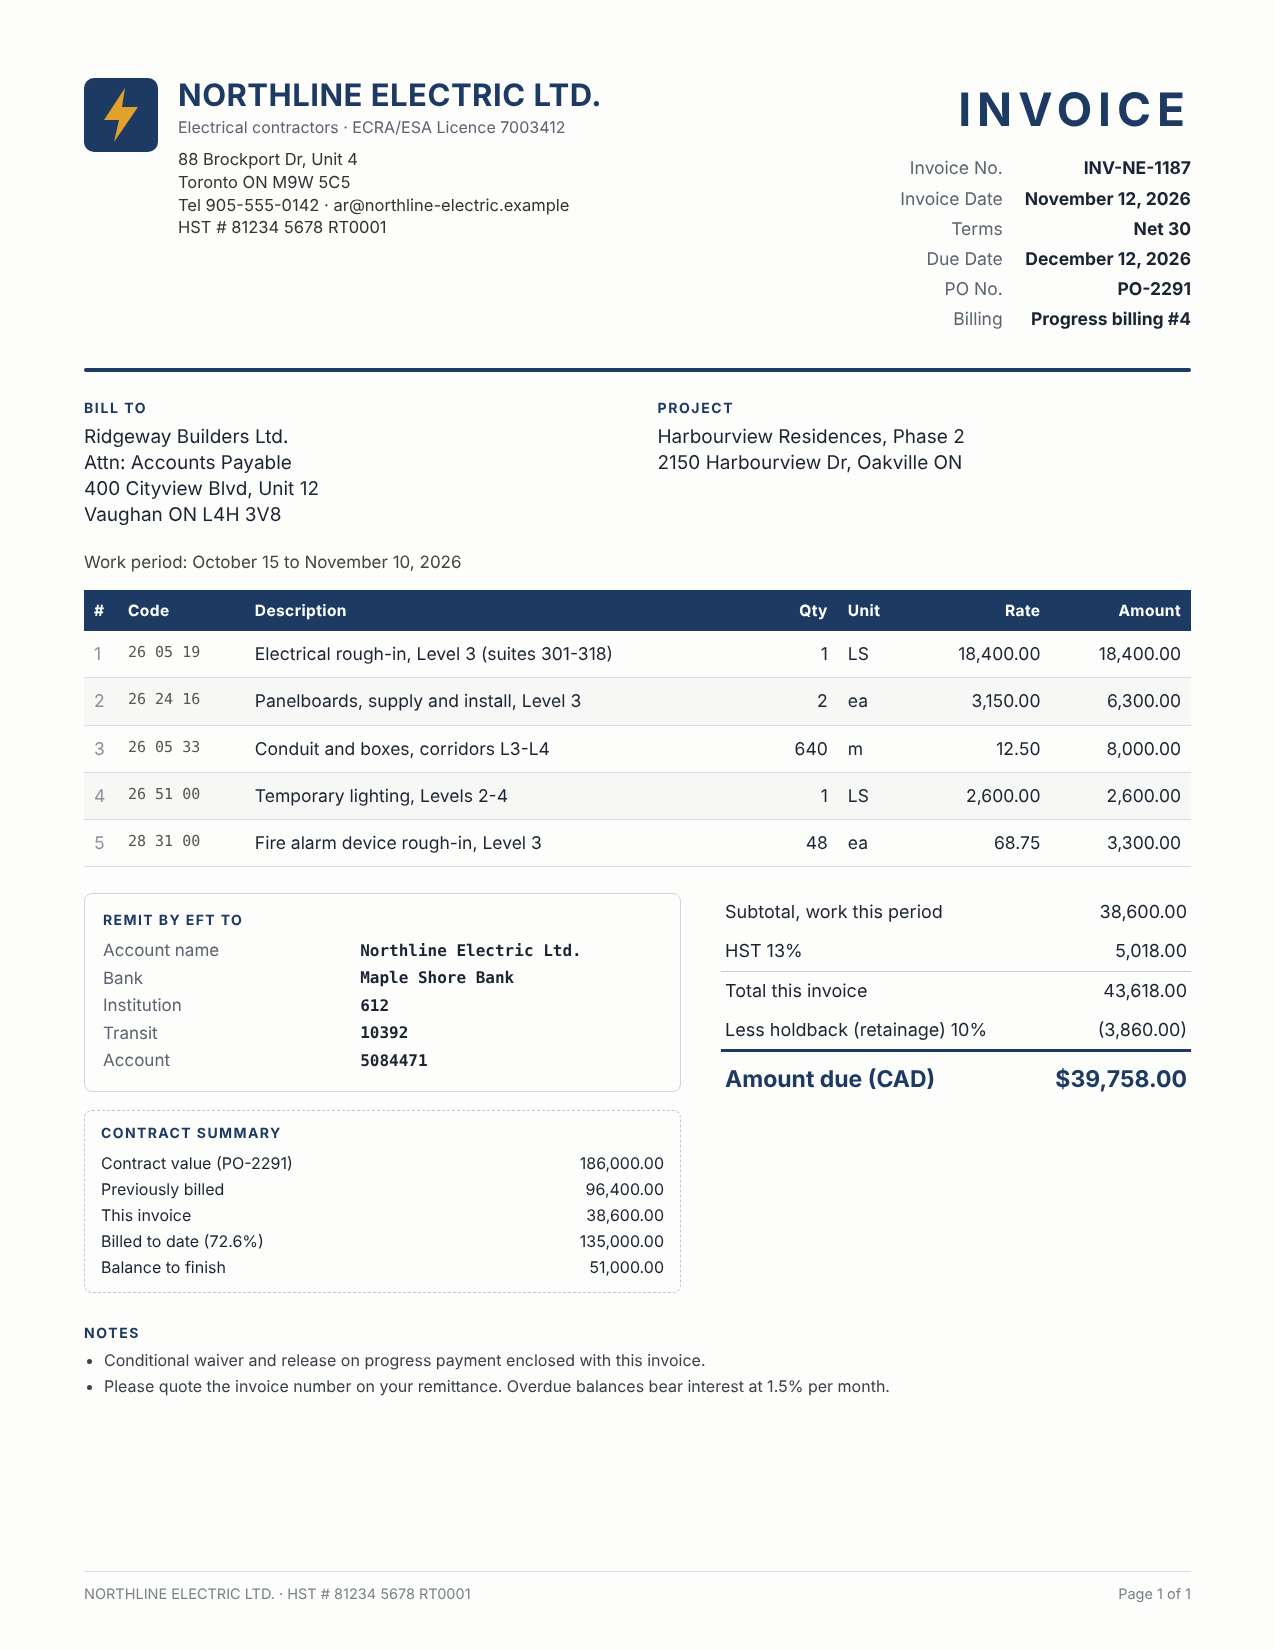 NORTHLINE ELECTRIC LTD.
Electrical contractors · ECRA/ESA Licence 7003412
88 Brockport Dr, Unit 4
Toronto ON M9W 5C5
Tel 905-555-0142 · ar@northline-electric.example
HST # 81234 5678 RT0001
INVOICE
Invoice No. INV-NE-1187
Invoice Date November 12, 2026
Terms Net 30
Due Date December 12, 2026
PO No. PO-2291
Billing Progress billing #4
BILL TO
Ridgeway Builders Ltd.
Attn: Accounts Payable
400 Cityview Blvd, Unit 12
Vaughan ON L4H 3V8
PROJECT
Harbourview Residences, Phase 2
2150 Harbourview Dr, Oakville ON
Work period: October 15 to November 10, 2026
# Code Description Qty Unit Rate Amount
1 26 05 19 Electrical rough-in, Level 3 (suites 301-318) 1 LS 18,400.00 18,400.00
2 26 24 16 Panelboards, supply and install, Level 3 2 ea 3,150.00 6,300.00
3 26 05 33 Conduit and boxes, corridors L3-L4 640 m 12.50 8,000.00
4 26 51 00 Temporary lighting, Levels 2-4 1 LS 2,600.00 2,600.00
5 28 31 00 Fire alarm device rough-in, Level 3 48 ea 68.75 3,300.00
REMIT BY EFT TO
Account name Northline Electric Ltd.
Bank Maple Shore Bank
Institution 612
Transit 10392
Account 5084471
Subtotal, work this period 38,600.00
HST 13% 5,018.00
Total this invoice 43,618.00
Less holdback (retainage) 10% (3,860.00)
Amount due (CAD) $39,758.00
CONTRACT SUMMARY
Contract value (PO-2291) 186,000.00
Previously billed 96,400.00
This invoice 38,600.00
Billed to date (72.6%) 135,000.00
Balance to finish 51,000.00
NOTES
• Conditional waiver and release on progress payment enclosed with this invoice.
• Please quote the invoice number on your remittance. Overdue balances bear interest at 1.5% per month.
NORTHLINE ELECTRIC LTD. · HST # 81234 5678 RT0001
Page 1 of 1